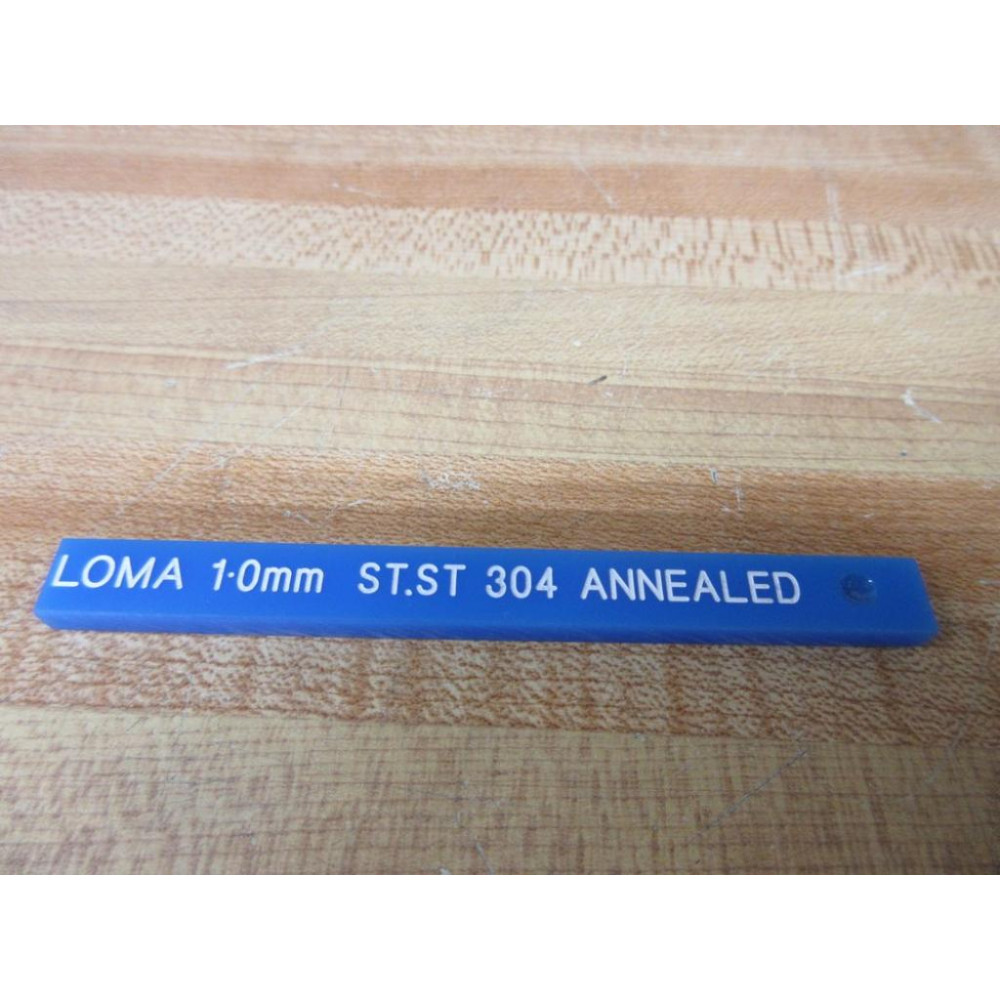 LOMA 1·0mm ST.ST 304 ANNEALED